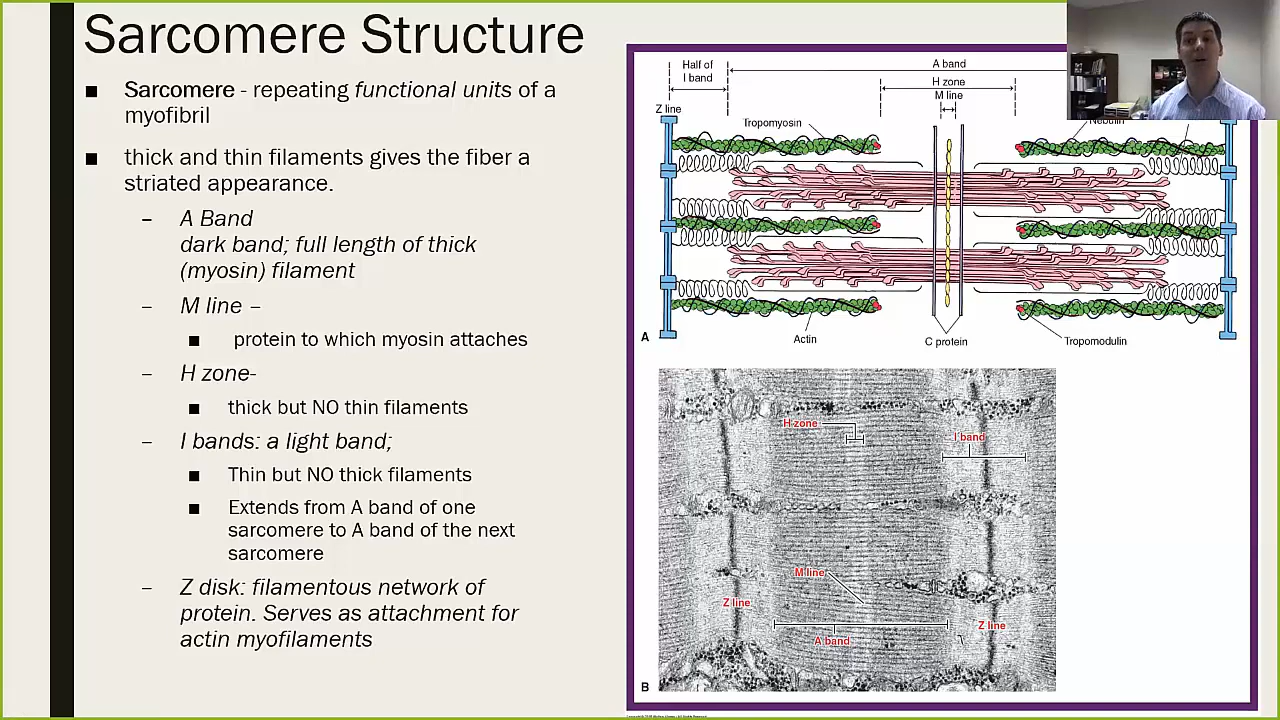 Sarcomere Structure
■ Sarcomere - repeating functional units of a
myofibril
■ thick and thin filaments gives the fiber a
striated appearance.
– A Band
dark band; full length of thick
(myosin) filament
– M line –
■ protein to which myosin attaches
– H zone-
■ thick but NO thin filaments
– I bands: a light band;
■ Thin but NO thick filaments
■ Extends from A band of one
sarcomere to A band of the next
sarcomere
– Z disk: filamentous network of
protein. Serves as attachment for
actin myofilaments
Half of
I band
A band
H zone
M line
Z line
Tropomyosin
Nebulin
A
Actin
C protein
Tropomodulin
H zone
I band
M line
Z line
Z line
A band
B